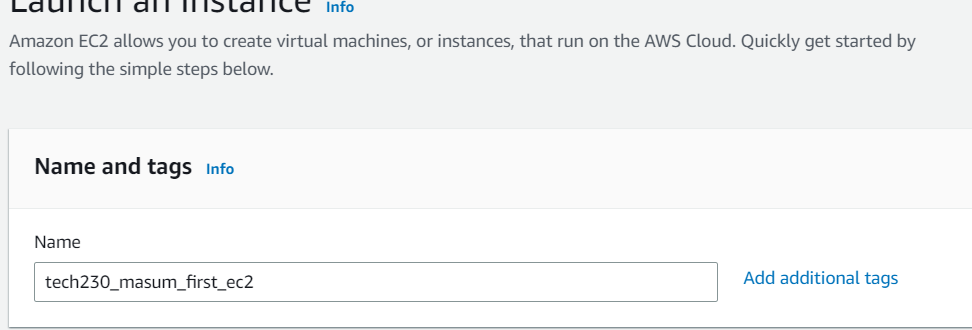 Launch an instance Info
Amazon EC2 allows you to create virtual machines, or instances, that run on the AWS Cloud. Quickly get started by
following the simple steps below.
Name and tags Info
Name
tech230_masum_first_ec2 Add additional tags